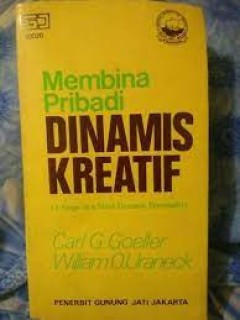 Membina
Pribadi
DINAMIS
KREATIF
Carl G. Goeller
William O. Uraneck
PENERBIT GUNUNG JATI JAKARTA